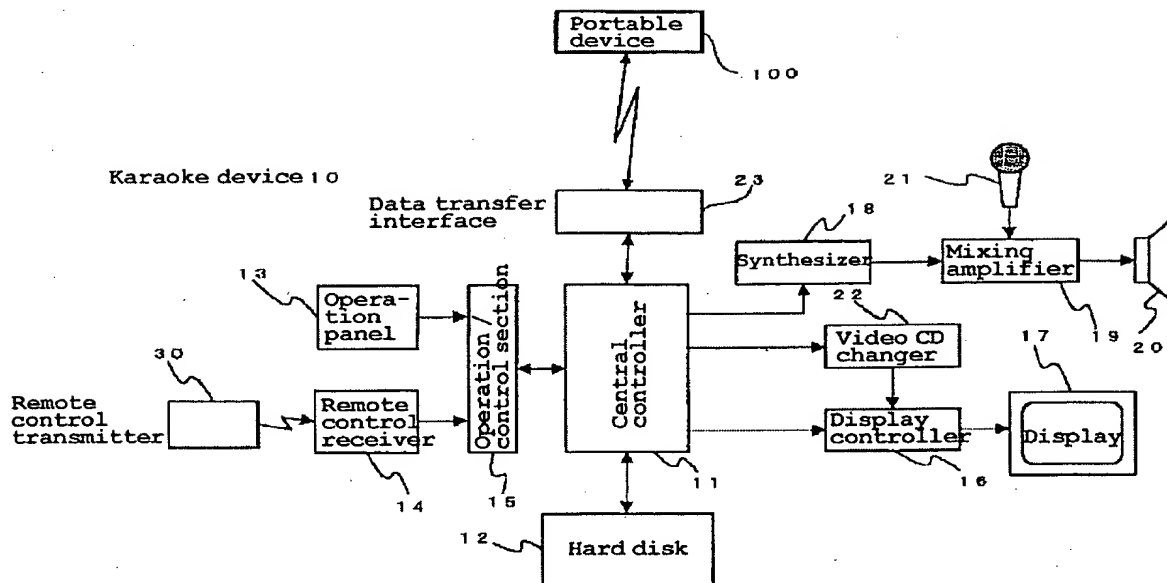 Portable
device
100
Karaoke device 10
Data transfer
interface
23
21
18
Synthesizer
Mixing
amplifier
13
Opera-
tion
panel
Operation /
control section
Central
controller
22
Video CD
changer
19
20
17
30
Remote
control
transmitter
Remote
control
receiver
Display
controller
Display
14
15
11
16
12
Hard disk